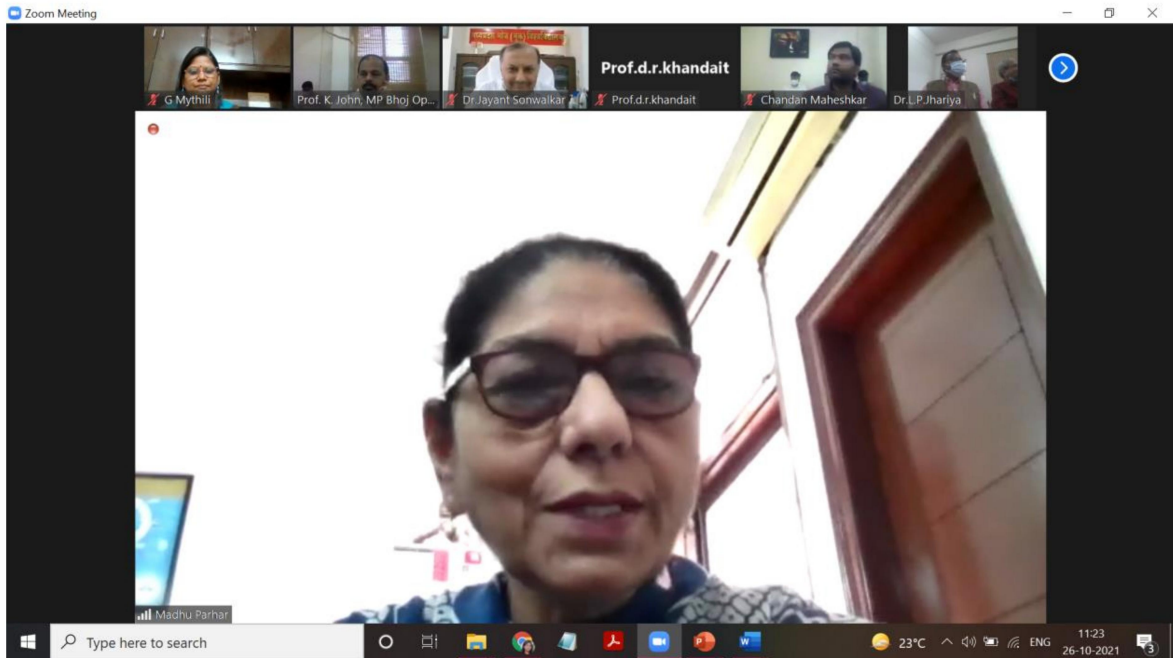 Zoom Meeting
G Mythili
Prof. K. John, MP Bhoj Op...
Dr.Jayant Sonwalkar
Prof.d.r.khandait
Prof.d.r.khandait
Chandan Maheshkar
Dr.L.P.Jhariya
Madhu Parhar
Type here to search
23°C
ENG
11:23
26-10-2021
3